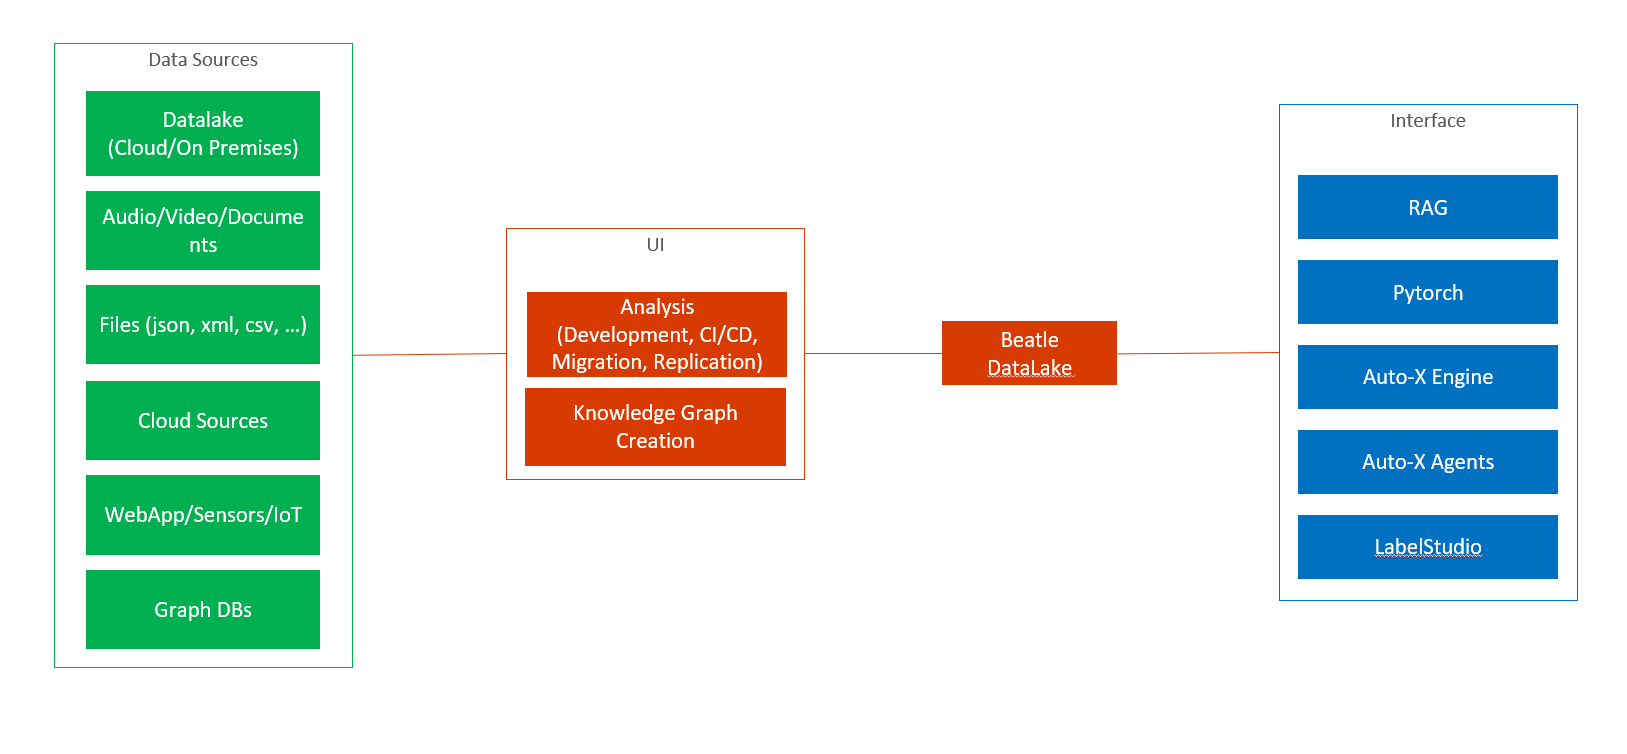 Data Sources
Datalake
(Cloud/On Premises)
Audio/Video/Docume
nts
Files (json, xml, csv, ...)
Cloud Sources
WebApp/Sensors/IoT
Graph DBs
UI
Analysis
(Development, CI/CD,
Migration, Replication)
Knowledge Graph
Creation
Beatle
DataLake
Interface
RAG
Pytorch
Auto-X Engine
Auto-X Agents
LabelStudio